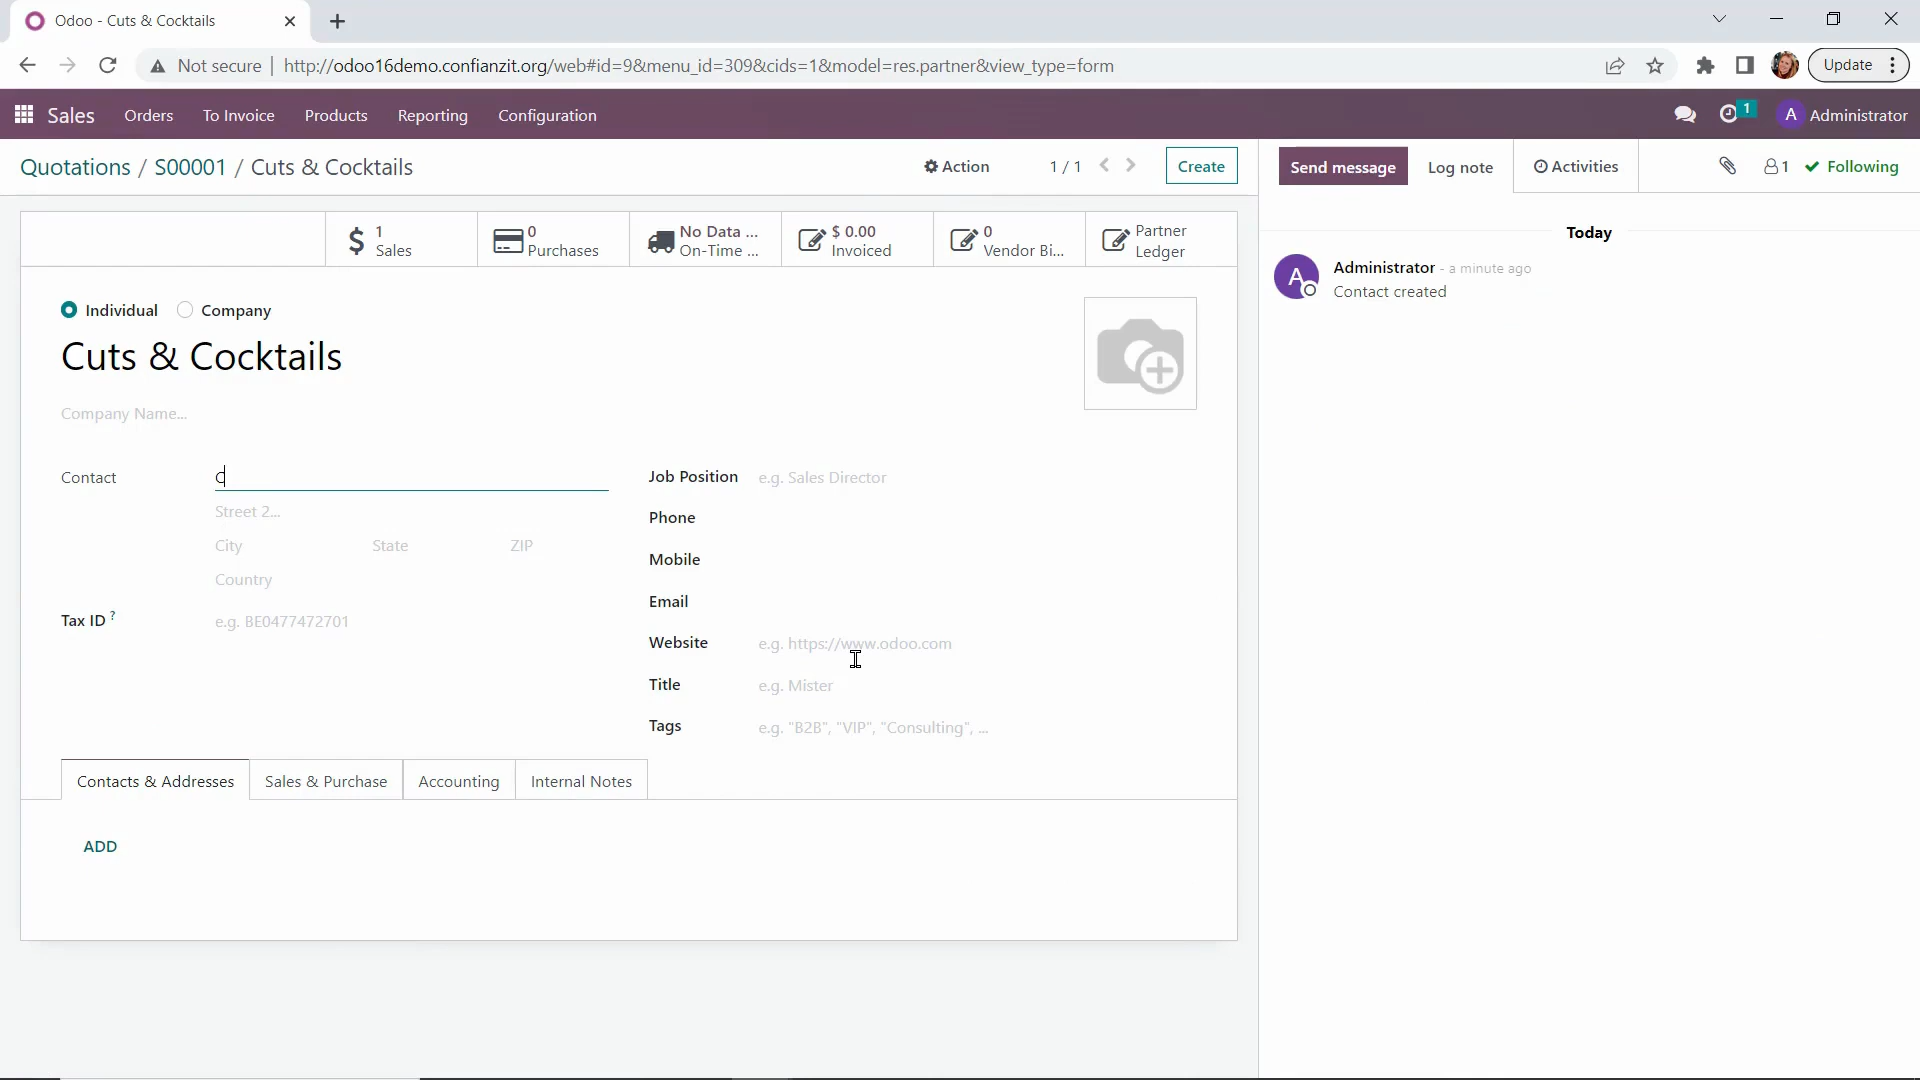 Odoo - Cuts & Cocktails
Not secure | http://odoo16demo.confianzit.org/web#id=9&menu_id=309&cids=1&model=res.partner&view_type=form
Update
Sales Orders To Invoice Products Reporting Configuration
1 A Administrator
Quotations / S00001 / Cuts & Cocktails
Action 1 / 1 Create
Send message Log note Activities 1 Following
1
Sales
0
Purchases
No Data ...
On-Time ...
$ 0.00
Invoiced
0
Vendor Bi...
Partner
Ledger
Today
A Administrator - a minute ago
Contact created
Individual Company
Cuts & Cocktails
Company Name...
Contact C
Street 2...
City State ZIP
Country
Tax ID ? e.g. BE0477472701
Job Position e.g. Sales Director
Phone
Mobile
Email
Website e.g. https://www.odoo.com
Title e.g. Mister
Tags e.g. "B2B", "VIP", "Consulting", ...
Contacts & Addresses Sales & Purchase Accounting Internal Notes
ADD